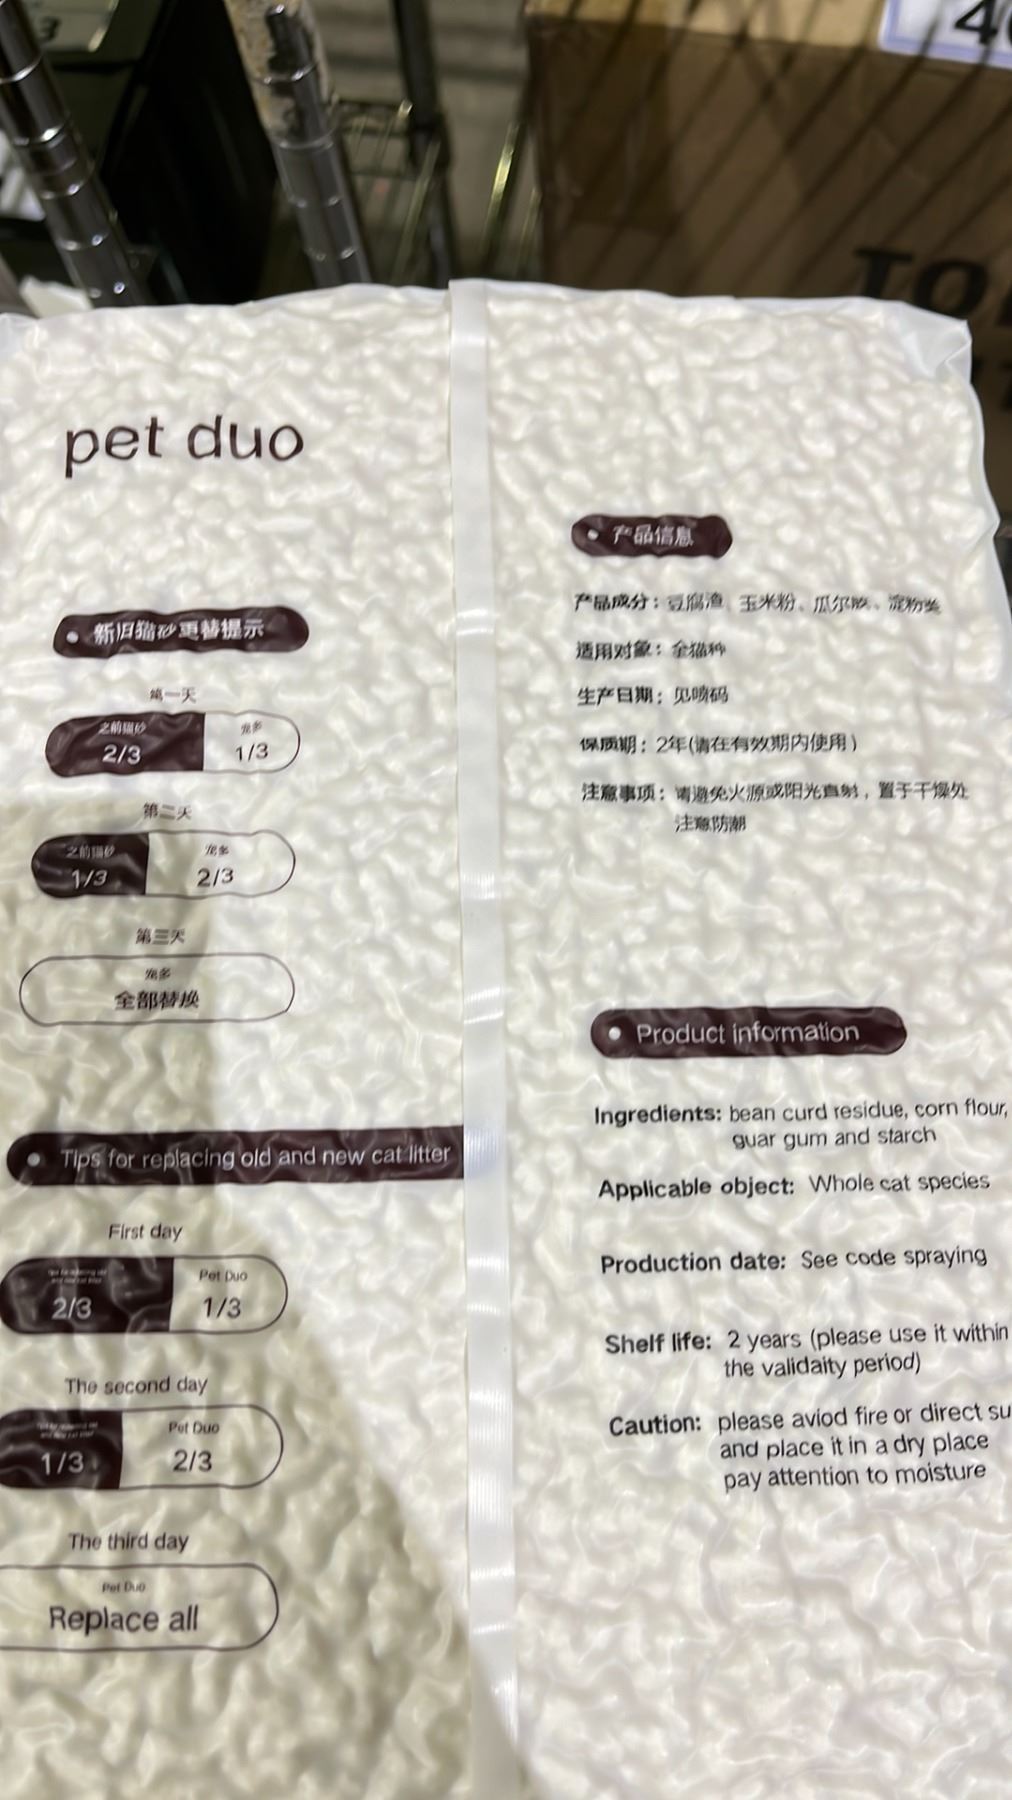 4
TO
pet duo
新旧猫砂更替提示
第一天
之前猫砂 宠多
2/3 1/3
第二天
之前猫砂 宠多
1/3 2/3
第三天
宠多
全部替换
Tips for replacing old and new cat litter
First day
Pet Duo
2/3 1/3
The second day
Pet Duo
1/3 2/3
The third day
Pet Duo
Replace all
产品信息
产品成分：豆腐渣、玉米粉、瓜尔胶、淀粉类
适用对象：全猫种
生产日期：见喷码
保质期：2年(请在有效期内使用)
注意事项：请避免火源或阳光直射，置于干燥处
注意防潮
Product information
Ingredients: bean curd residue, corn flour,
guar gum and starch
Applicable object: Whole cat species
Production date: See code spraying
Shelf life: 2 years (please use it within
the validaity period)
Caution: please aviod fire or direct su
and place it in a dry place
pay attention to moisture